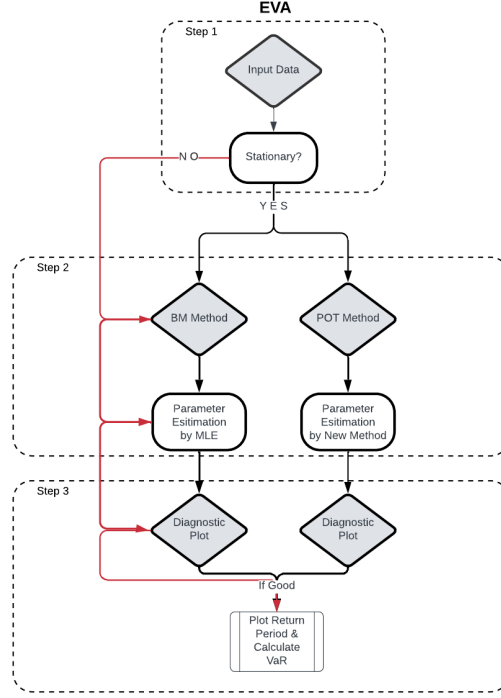 EVA
Step 1
Input Data
N O
Stationary?
Y E S
Step 2
BM Method
POT Method
Parameter
Esitimation
by MLE
Parameter
Esitimation
by New Method
Step 3
Diagnostic
Plot
Diagnostic
Plot
If Good
Plot Return
Period &
Calculate
VaR